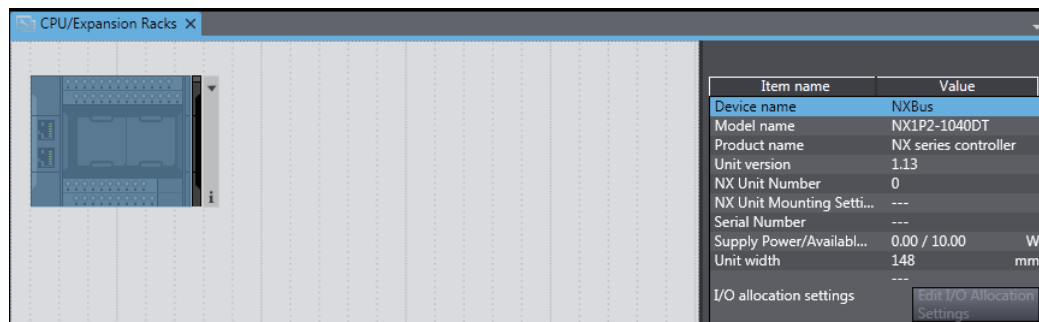 CPU/Expansion Racks ×
Item name Value
Device name NXBus
Model name NX1P2-1040DT
Product name NX series controller
Unit version 1.13
NX Unit Number 0
NX Unit Mounting Setti... ---
Serial Number ---
Supply Power/Availabl... 0.00 / 10.00 W
Unit width 148 mm
---
I/O allocation settings Edit I/O Allocation
Settings